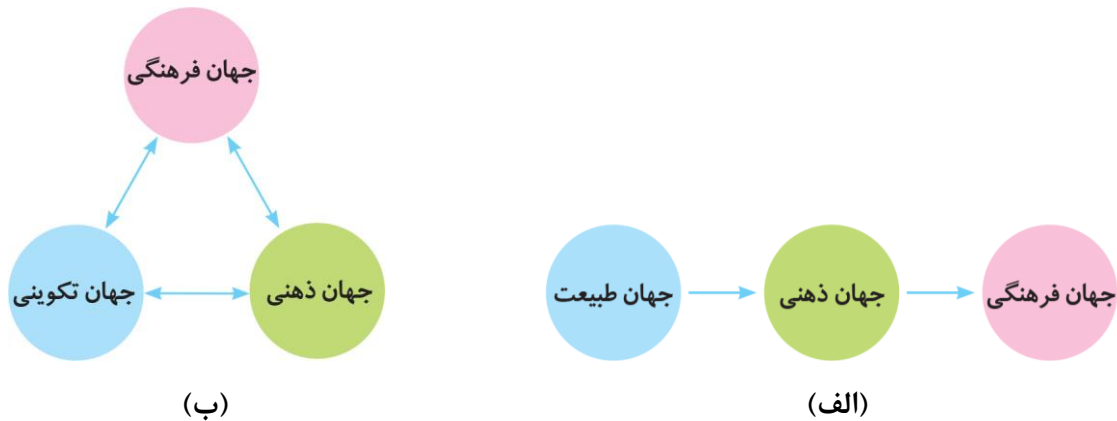 جهان فرهنگی
جهان ذهنی
جهان طبیعت
(الف)
جهان فرهنگی
جهان ذهنی
جهان تکوینی
(ب)